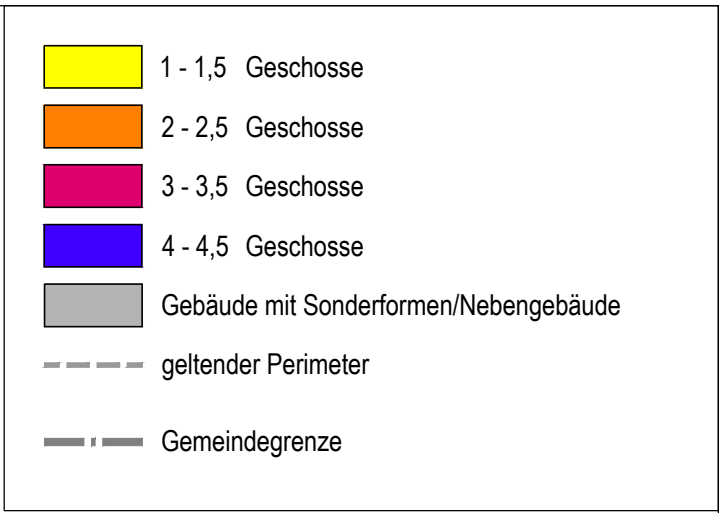 1 - 1,5 Geschosse
2 - 2,5 Geschosse
3 - 3,5 Geschosse
4 - 4,5 Geschosse
Gebäude mit Sonderformen/Nebengebäude
geltender Perimeter
Gemeindegrenze